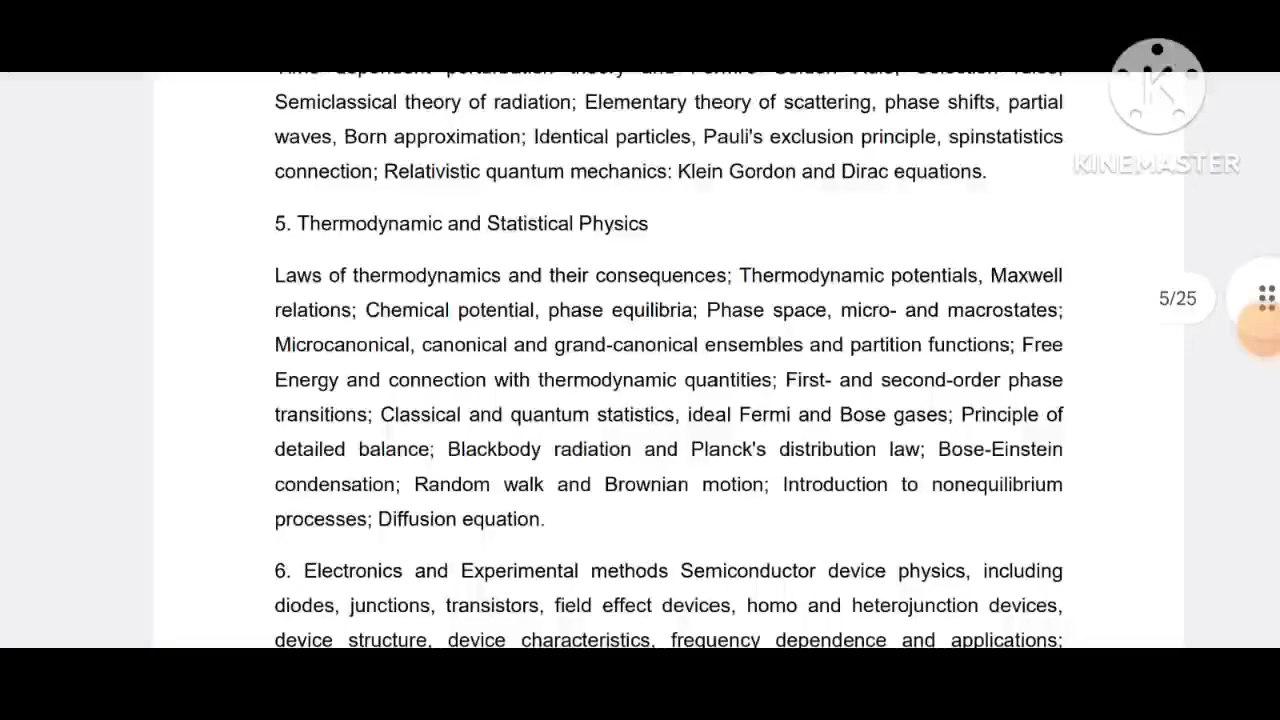 Semiclassical theory of radiation; Elementary theory of scattering, phase shifts, partial
waves, Born approximation; Identical particles, Pauli's exclusion principle, spinstatistics
connection; Relativistic quantum mechanics: Klein Gordon and Dirac equations.
5. Thermodynamic and Statistical Physics
Laws of thermodynamics and their consequences; Thermodynamic potentials, Maxwell
relations; Chemical potential, phase equilibria; Phase space, micro- and macrostates;
Microcanonical, canonical and grand-canonical ensembles and partition functions; Free
Energy and connection with thermodynamic quantities; First- and second-order phase
transitions; Classical and quantum statistics, ideal Fermi and Bose gases; Principle of
detailed balance; Blackbody radiation and Planck's distribution law; Bose-Einstein
condensation; Random walk and Brownian motion; Introduction to nonequilibrium
processes; Diffusion equation.
6. Electronics and Experimental methods Semiconductor device physics, including
diodes, junctions, transistors, field effect devices, homo and heterojunction devices,
device structure, device characteristics, frequency dependence and applications;
5/25
K
KINEMASTER